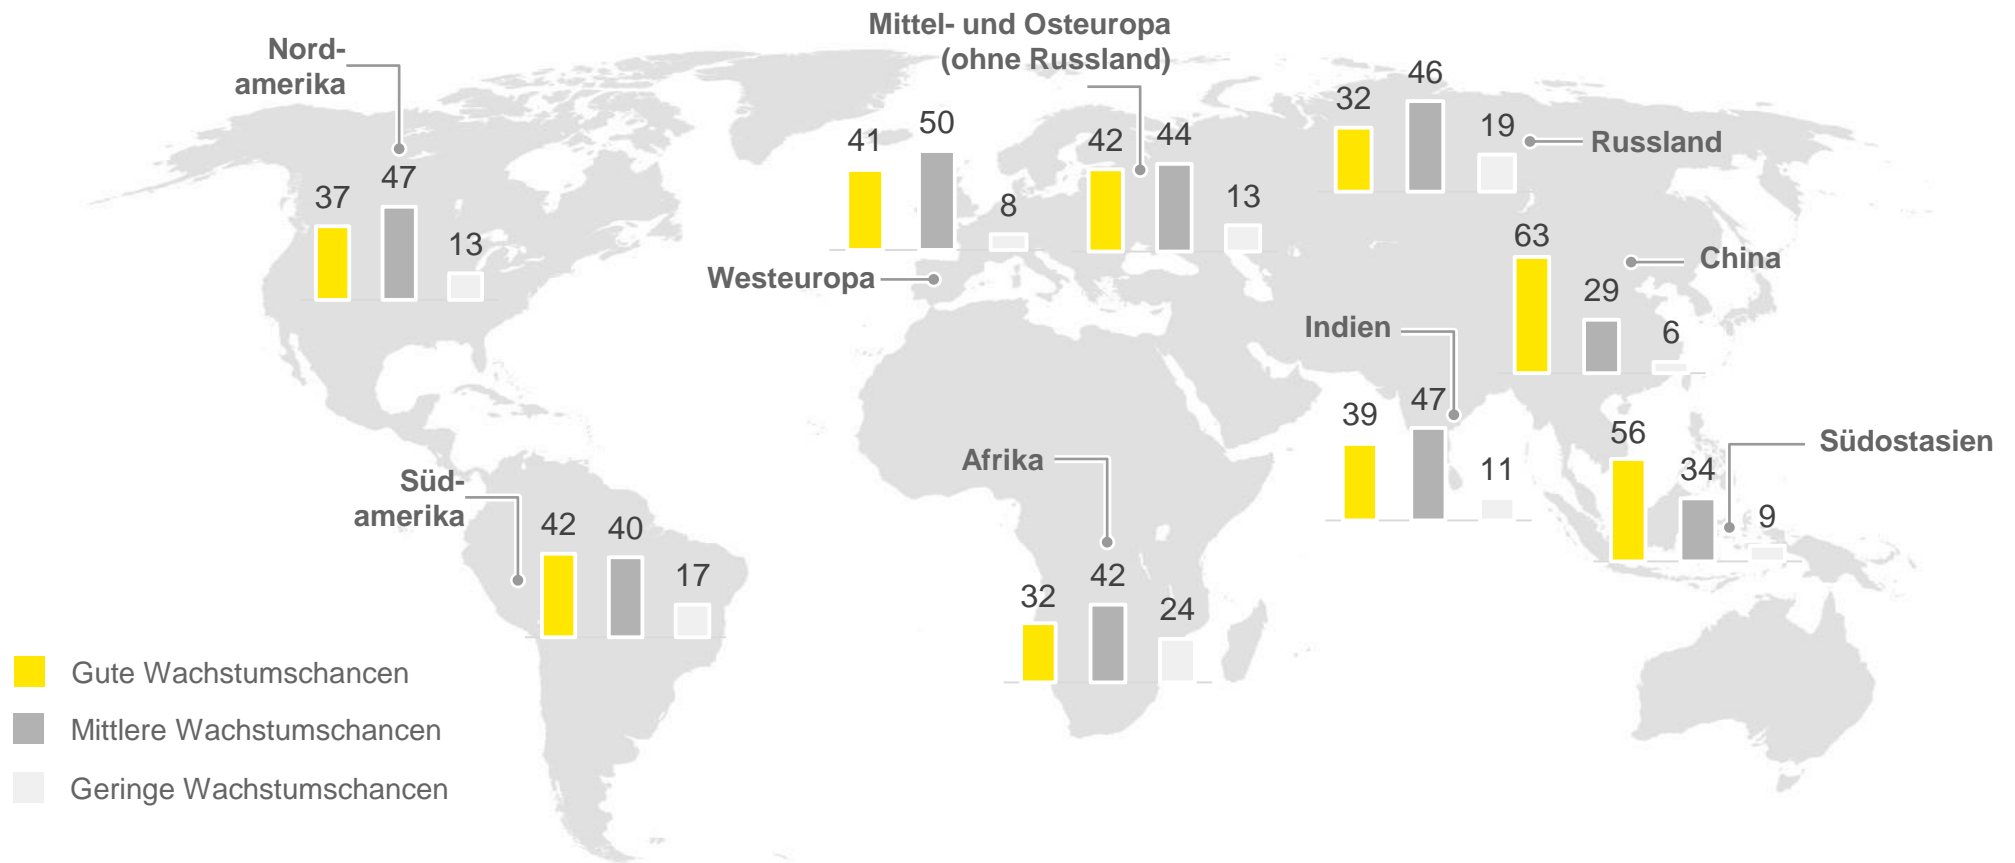 Mittel- und Osteuropa
(ohne Russland)
Nord-
amerika
37
47
13
41
50
8
Westeuropa
42
44
13
32
46
19
Russland
63
29
6
China
Indien
39
47
11
56
34
9
Südostasien
Afrika
32
42
24
Süd-
amerika
42
40
17
Gute Wachstumschancen
Mittlere Wachstumschancen
Geringe Wachstumschancen